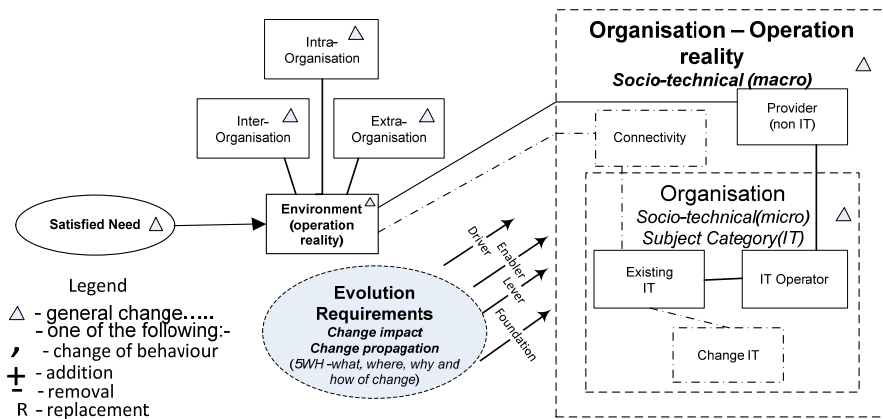 Intra-
Organisation
Inter-
Organisation
Extra-
Organisation
Satisfied Need
Environment
(operation
reality)
Organisation – Operation
reality
Socio-technical (macro)
Provider
(non IT)
Connectivity
Organisation
Socio-technical(micro)
Subject Category(IT)
Existing
IT
IT Operator
Change IT
Driver
Enabler
Lever
Foundation
Evolution
Requirements
Change impact
Change propagation
(5WH -what, where, why and
how of change)
Legend
- general change.....
- one of the following:-
, - change of behaviour
+ - addition
- - removal
R - replacement